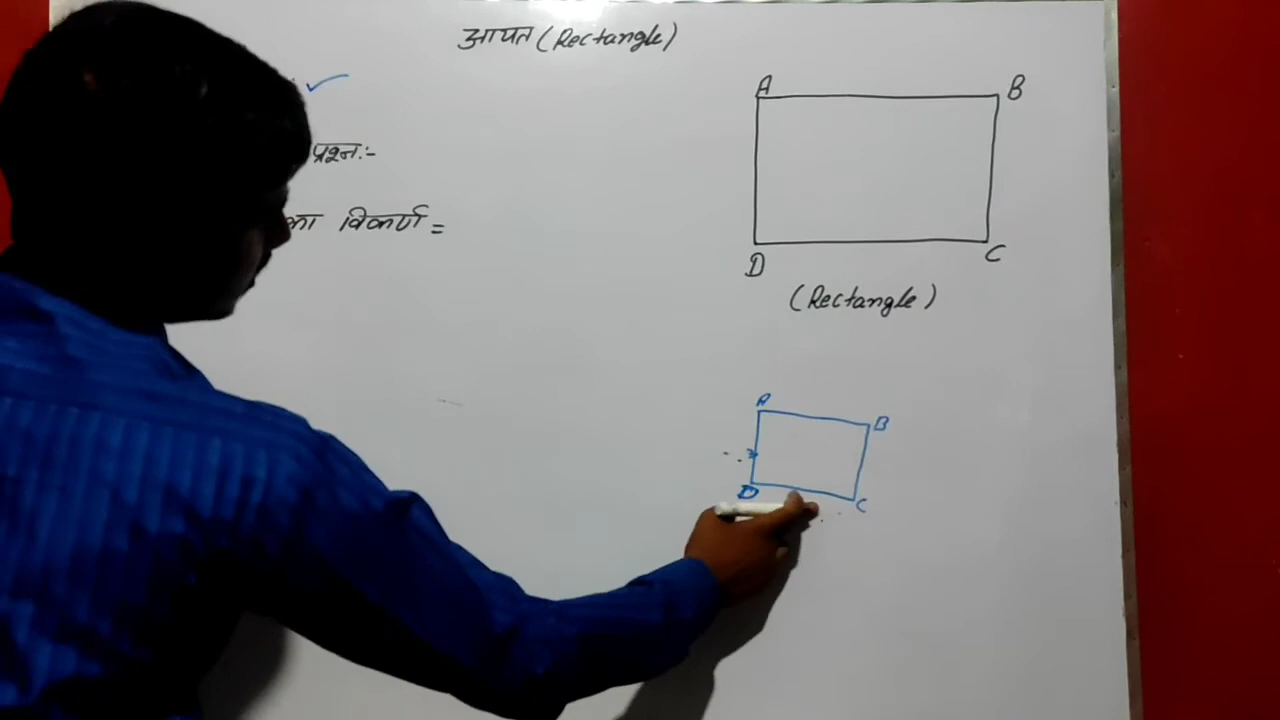 आयत (Rectangle)
प्रश्न:-
का विकर्ण =
A
B
D
C
(Rectangle)
A
B
D
C